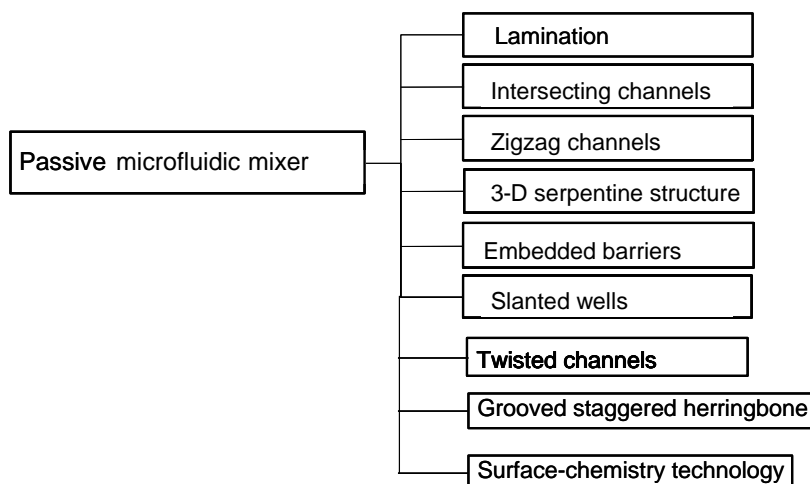 Lamination
Intersecting channels
Zigzag channels
Passive microfluidic mixer
3-D serpentine structure
Embedded barriers
Slanted wells
Twisted channels
Grooved staggered herringbone
Surface-chemistry technology